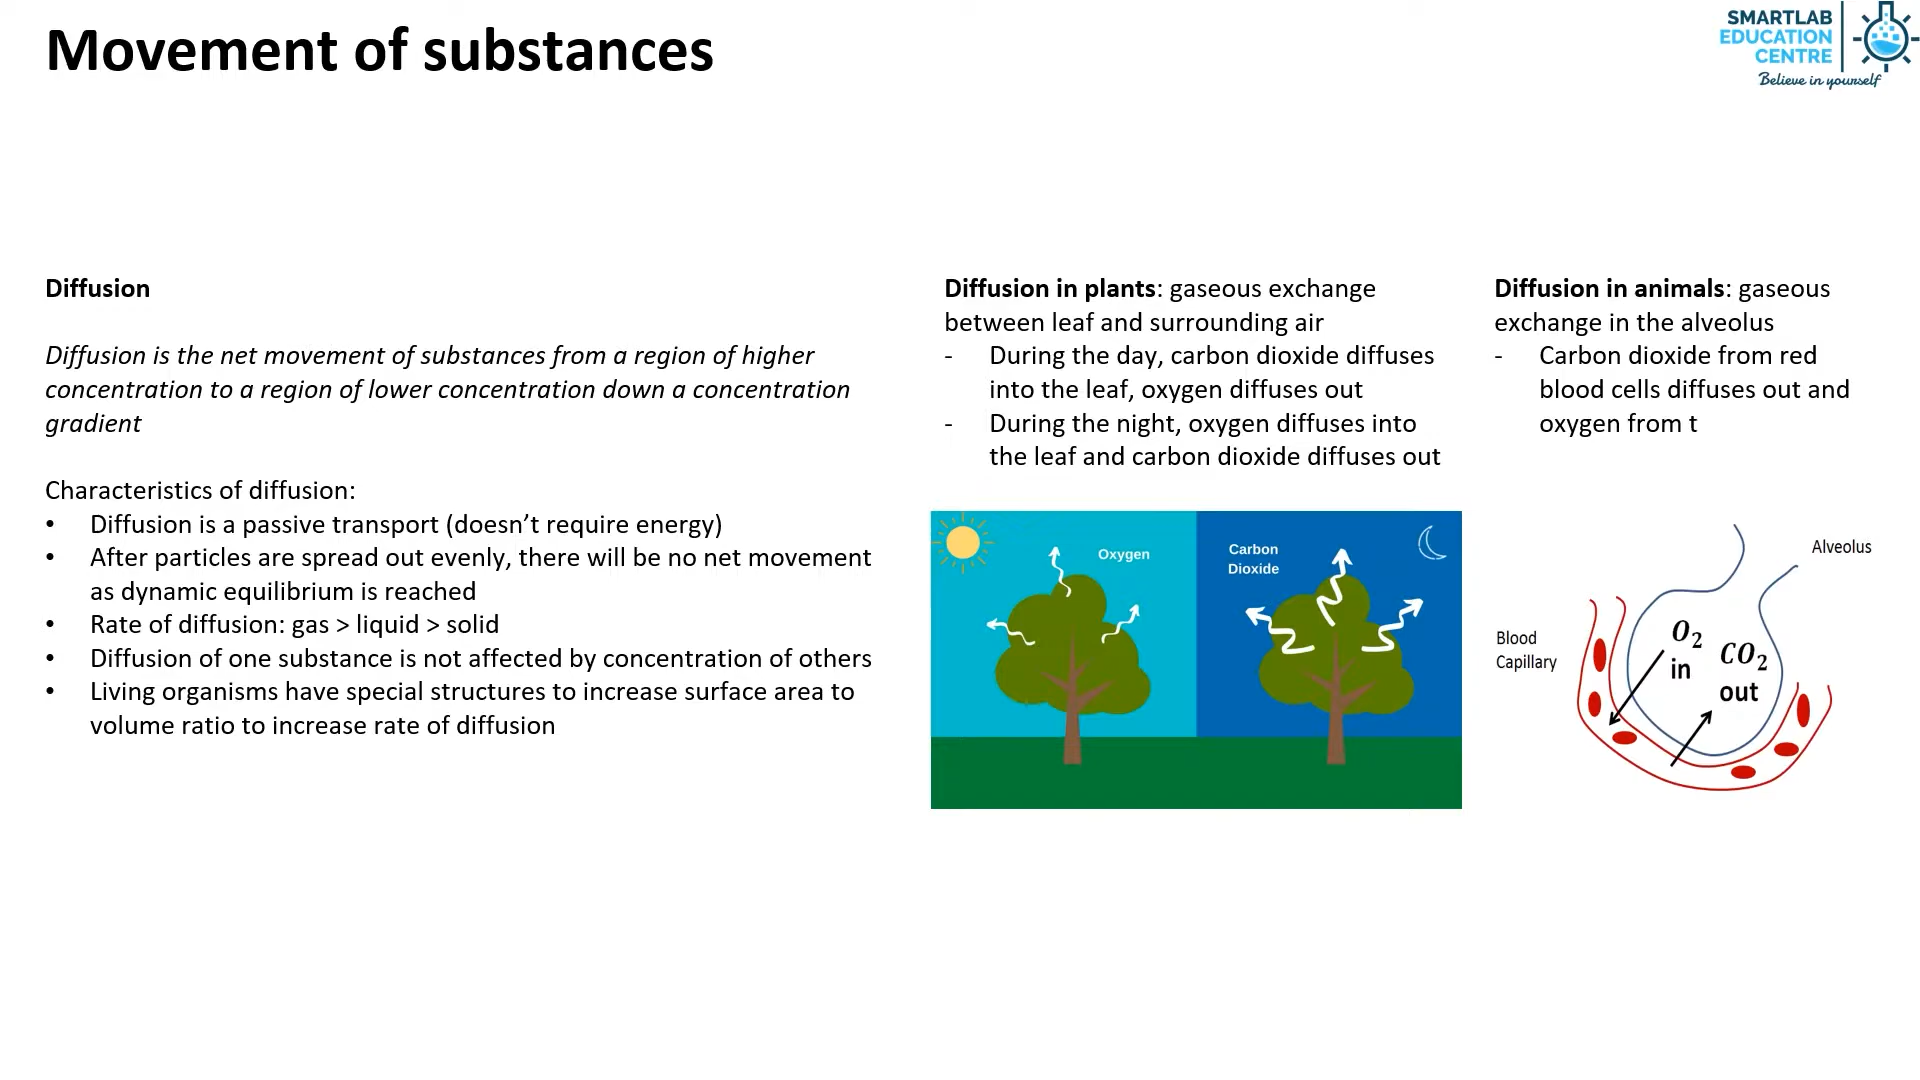 Movement of substances
SMARTLAB
EDUCATION
CENTRE
Believe in yourself
Diffusion
Diffusion is the net movement of substances from a region of higher
concentration to a region of lower concentration down a concentration
gradient
Characteristics of diffusion:
• Diffusion is a passive transport (doesn’t require energy)
• After particles are spread out evenly, there will be no net movement
as dynamic equilibrium is reached
• Rate of diffusion: gas > liquid > solid
• Diffusion of one substance is not affected by concentration of others
• Living organisms have special structures to increase surface area to
volume ratio to increase rate of diffusion
Diffusion in plants: gaseous exchange
between leaf and surrounding air
- During the day, carbon dioxide diffuses
into the leaf, oxygen diffuses out
- During the night, oxygen diffuses into
the leaf and carbon dioxide diffuses out
Oxygen
Carbon
Dioxide
Diffusion in animals: gaseous
exchange in the alveolus
- Carbon dioxide from red
blood cells diffuses out and
oxygen from t
Alveolus
Blood
Capillary
O₂
in
CO₂
out